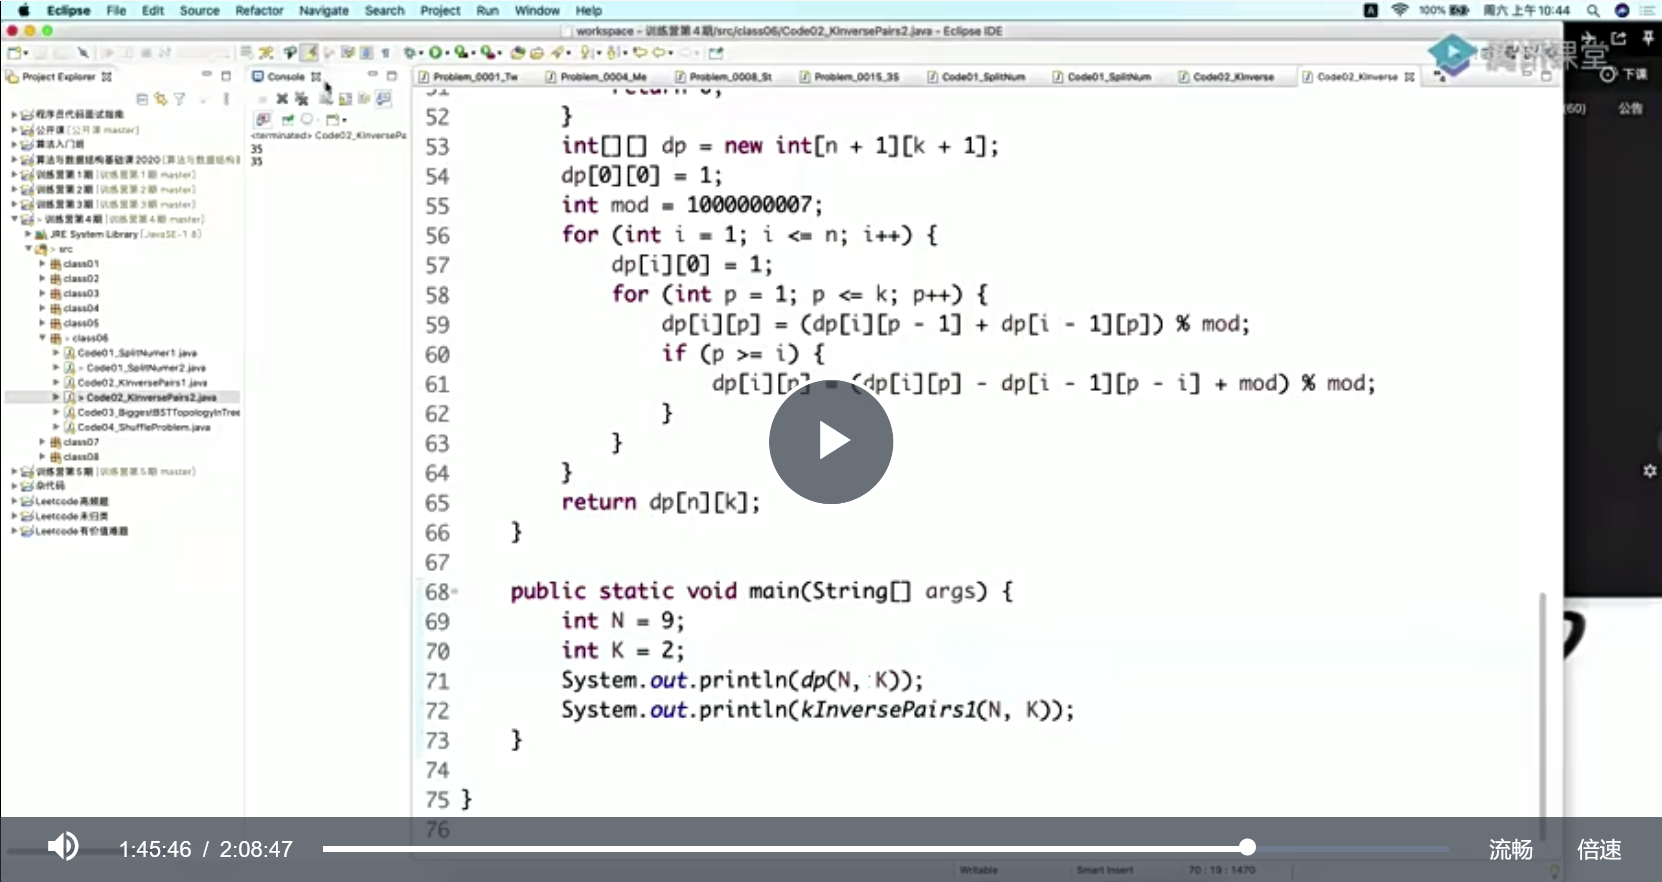 Eclipse File Edit Source Refactor Navigate Search Project Run Window Help
100% 周六上午10:44
workspace - 训练营第4期/src/class06/Code02_KInversePairs2.java - Eclipse IDE
Project Explorer
Console
Problem_0001_Tw
Problem_0004_Me
Problem_0008_St
Problem_0015_3S
Code01_SplitNum
Code01_SplitNum
Code02_KInverse
Code02_KInverse
课堂
下课
(60) 公告
程序员代码面试指南
公开课 [公开课 master]
算法入门班
算法与数据结构基础课2020
训练营第1期 [训练营第1期 master]
训练营第2期 [训练营第2期 master]
训练营第3期 [训练营第3期 master]
> 训练营第4期 [训练营第4期 master]
JRE System Library [JavaSE-1.8]
> src
class01
class02
class03
class04
class05
> class06
Code01_SplitNumer1.java
> Code01_SplitNumer2.java
Code02_KInversePairs1.java
> Code02_KInversePairs2.java
Code03_BiggestBSTTopologyInTree
Code04_ShuffleProblem.java
class07
class08
训练营第5期 [训练营第5期 master]
杂代码
Leetcode高频题
Leetcode未归类
Leetcode有价值难题
<terminated> Code02_KInversePa
35
35
51 return 0;
52 }
53 int[][] dp = new int[n + 1][k + 1];
54 dp[0][0] = 1;
55 int mod = 1000000007;
56 for (int i = 1; i <= n; i++) {
57 dp[i][0] = 1;
58 for (int p = 1; p <= k; p++) {
59 dp[i][p] = (dp[i][p - 1] + dp[i - 1][p]) % mod;
60 if (p >= i) {
61 dp[i][p] = (dp[i][p] - dp[i - 1][p - i] + mod) % mod;
62 }
63 }
64 }
65 return dp[n][k];
66 }
67
68 public static void main(String[] args) {
69 int N = 9;
70 int K = 2;
71 System.out.println(dp(N, K));
72 System.out.println(kInversePairs1(N, K));
73 }
74
75 }
76
Writable Smart Insert 70 : 19 : 1470
1:45:46 / 2:08:47 流畅 倍速